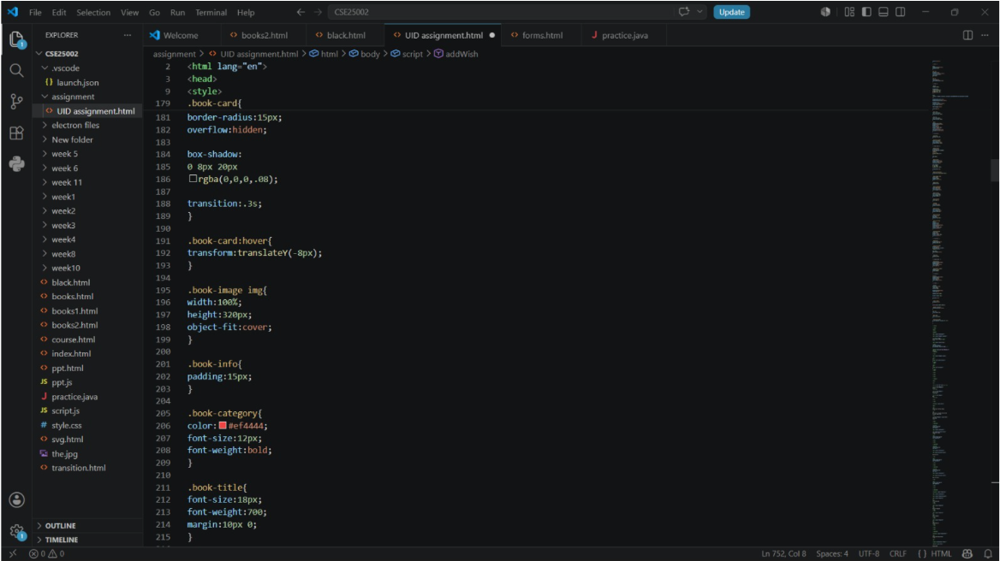 File Edit Selection View Go Run Terminal Help
CSE25002
Update
EXPLORER
CSE25002
.vscode
{} launch.json
assignment
<> UID assignment.html
electron files
New folder
week 5
week 6
week 11
week1
week2
week3
week4
week8
week10
<> black.html
<> books.html
<> books1.html
<> books2.html
<> course.html
<> index.html
<> ppt.html
JS ppt.js
J practice.java
JS script.js
# style.css
<> svg.html
the.jpg
<> transition.html
OUTLINE
TIMELINE
Welcome <> books2.html <> black.html <> UID assignment.html ● <> forms.html J practice.java
assignment > <> UID assignment.html > html > body > script > addWish
2 <html lang="en">
3 <head>
9 <style>
179 .book-card{
181 border-radius:15px;
182 overflow:hidden;
183
184 box-shadow:
185 0 8px 20px
186 rgba(0,0,0,.08);
187
188 transition:.3s;
189 }
190
191 .book-card:hover{
192 transform:translateY(-8px);
193 }
194
195 .book-image img{
196 width:100%;
197 height:320px;
198 object-fit:cover;
199 }
200
201 .book-info{
202 padding:15px;
203 }
204
205 .book-category{
206 color:#ef4444;
207 font-size:12px;
208 font-weight:bold;
209 }
210
211 .book-title{
212 font-size:18px;
213 font-weight:700;
214 margin:10px 0;
215 }
0 0 Ln 752, Col 8 Spaces: 4 UTF-8 CRLF {} HTML